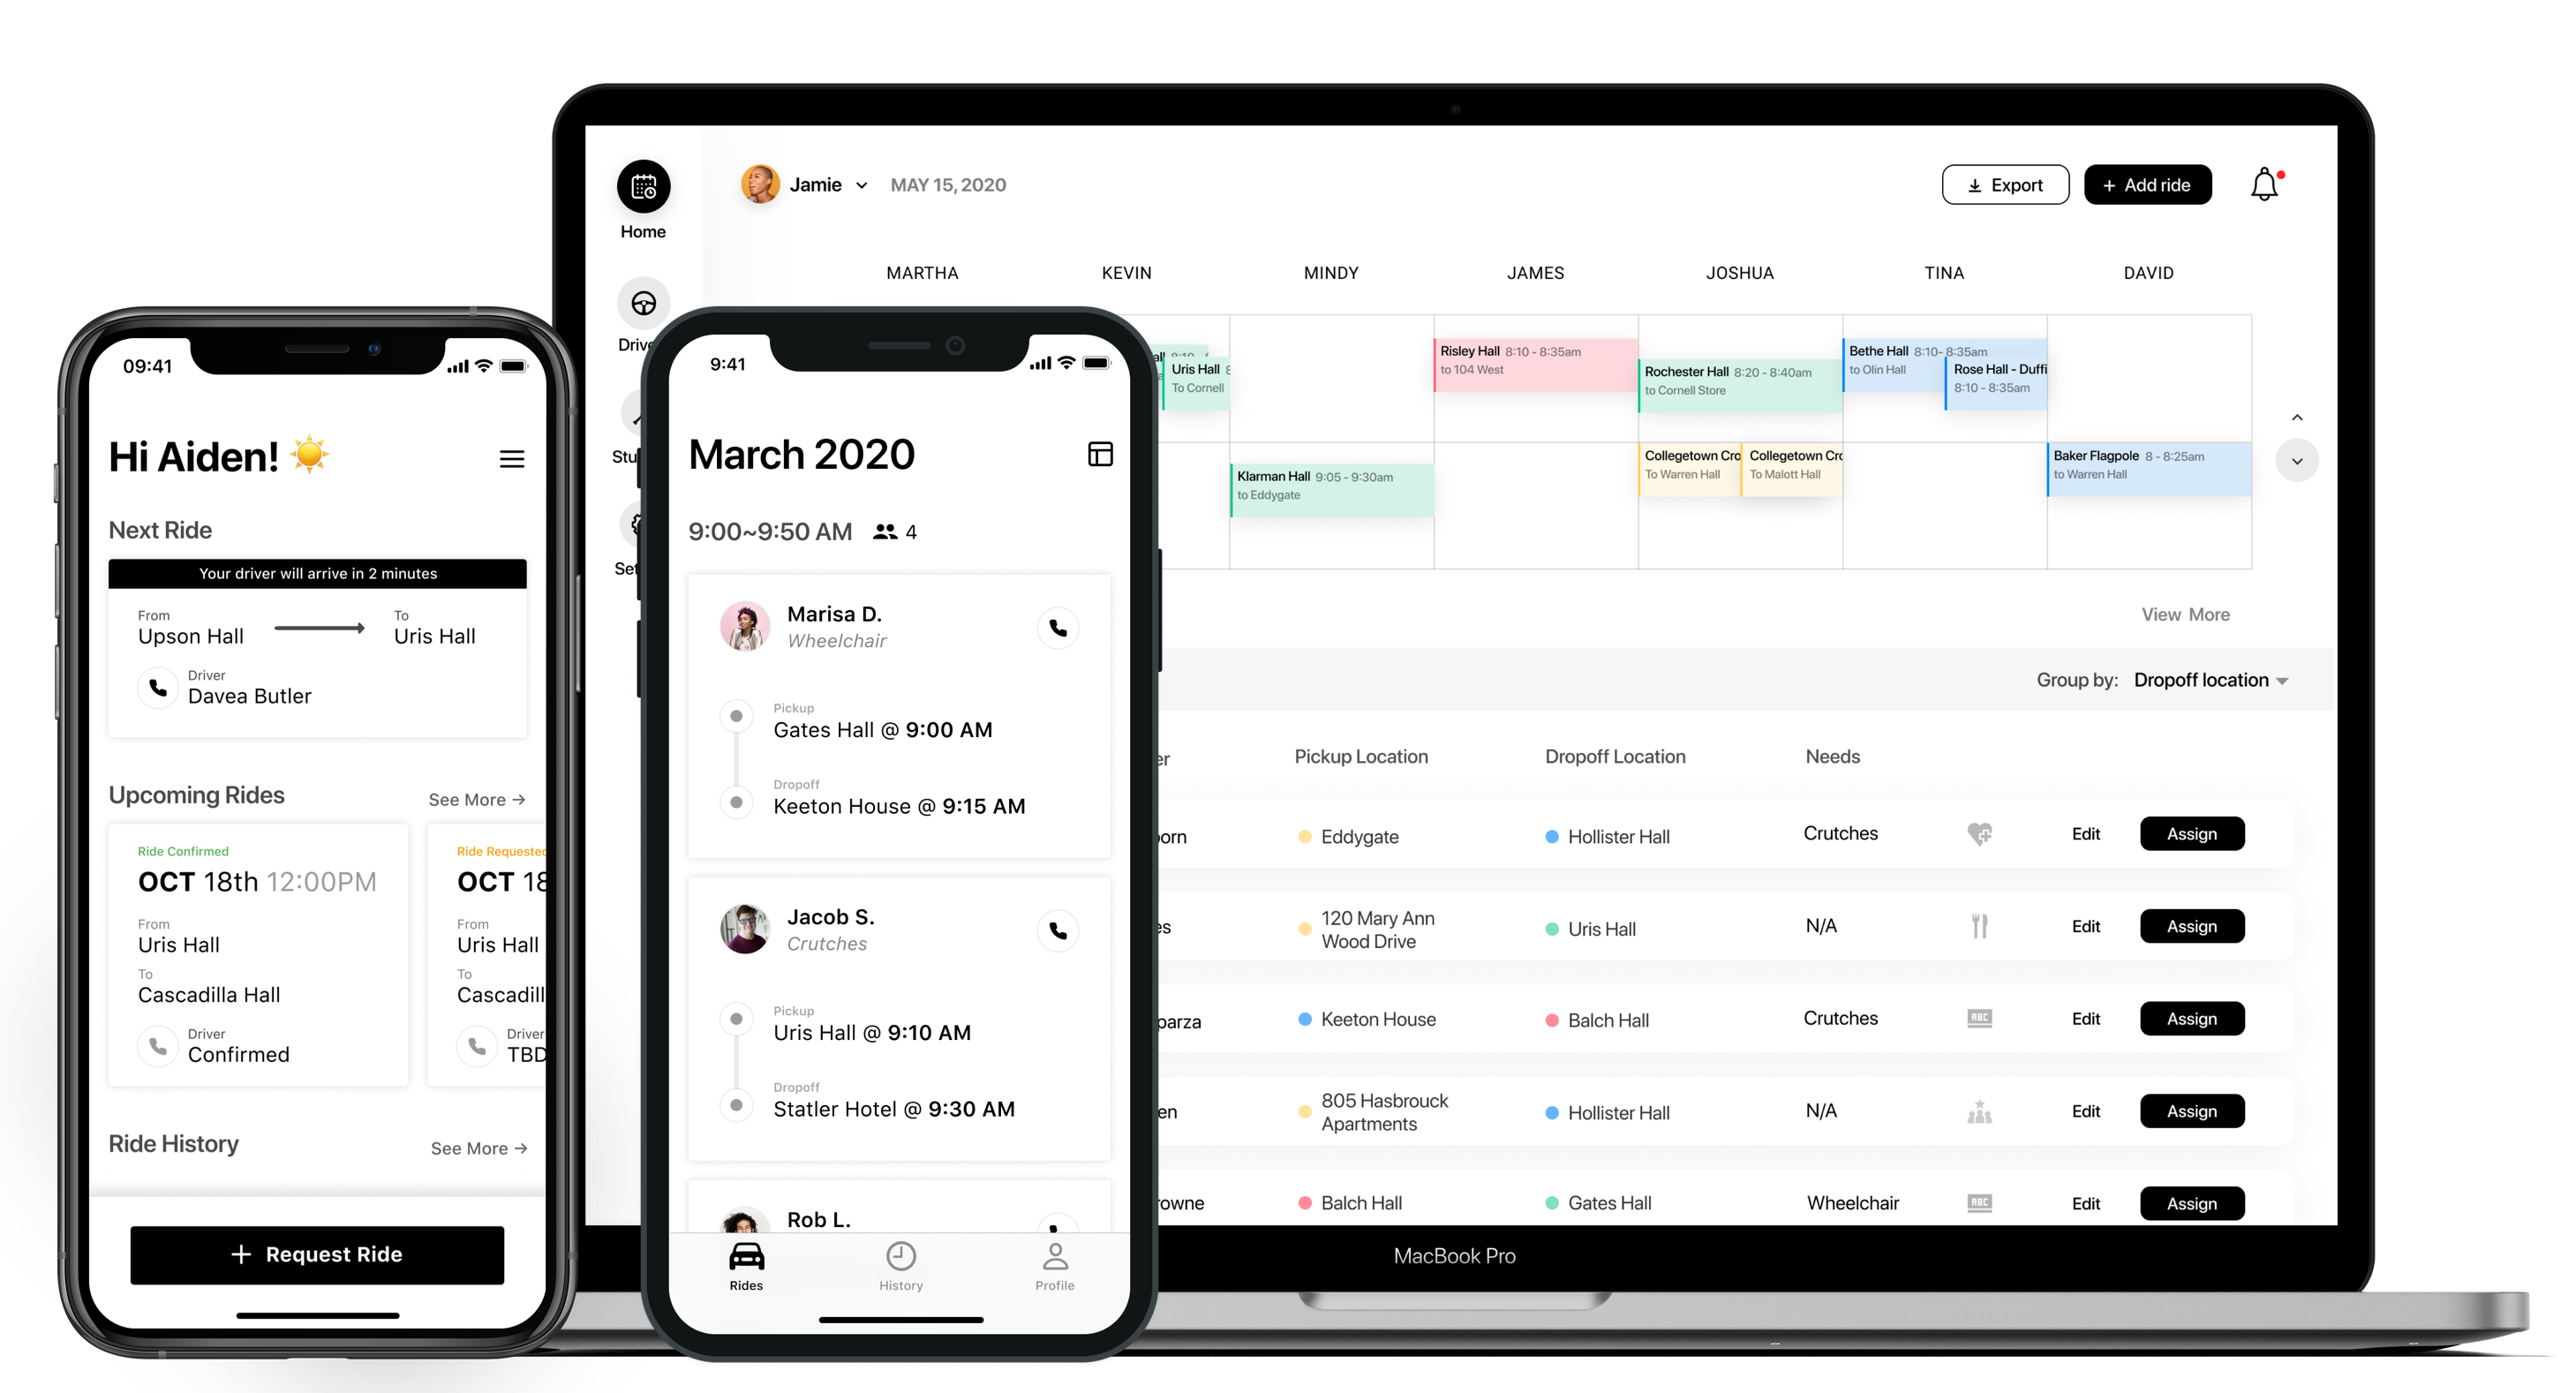 09:41
Hi Aiden!
Next Ride
Your driver will arrive in 2 minutes
From
Upson Hall
To
Uris Hall
Driver
Davea Butler
Upcoming Rides
See More →
Ride Confirmed
OCT 18th 12:00PM
From
Uris Hall
To
Cascadilla Hall
Driver
Confirmed
Ride Requested
OCT 18
From
Uris Hall
To
Cascadill
Driver
TBD
Ride History
See More →
+ Request Ride
9:41
March 2020
9:00~9:50 AM 4
Marisa D.
Wheelchair
Pickup
Gates Hall @ 9:00 AM
Dropoff
Keeton House @ 9:15 AM
Jacob S.
Crutches
Pickup
Uris Hall @ 9:10 AM
Dropoff
Statler Hotel @ 9:30 AM
Rob L.
Rides
History
Profile
Home
Jamie
MAY 15, 2020
Export
+ Add ride
MARTHA KEVIN MINDY JAMES JOSHUA TINA DAVID
Uris Hall
To Cornell
Klarman Hall 9:05 - 9:30am
to Eddygate
Risley Hall 8:10 - 8:35am
to 104 West
Rochester Hall 8:20 - 8:40am
to Cornell Store
Collegetown Cro
To Warren Hall
Collegetown Cro
To Malott Hall
Bethe Hall 8:10- 8:35am
to Olin Hall
Rose Hall - Duffi
8:10 - 8:35am
Baker Flagpole 8 - 8:25am
to Warren Hall
View More
Group by: Dropoff location
er Pickup Location Dropoff Location Needs
orn Eddygate Hollister Hall Crutches Edit Assign
es 120 Mary Ann
Wood Drive Uris Hall N/A Edit Assign
parza Keeton House Balch Hall Crutches ABC Edit Assign
en 805 Hasbrouck
Apartments Hollister Hall N/A Edit Assign
rowne Balch Hall Gates Hall Wheelchair ABC Edit Assign
MacBook Pro